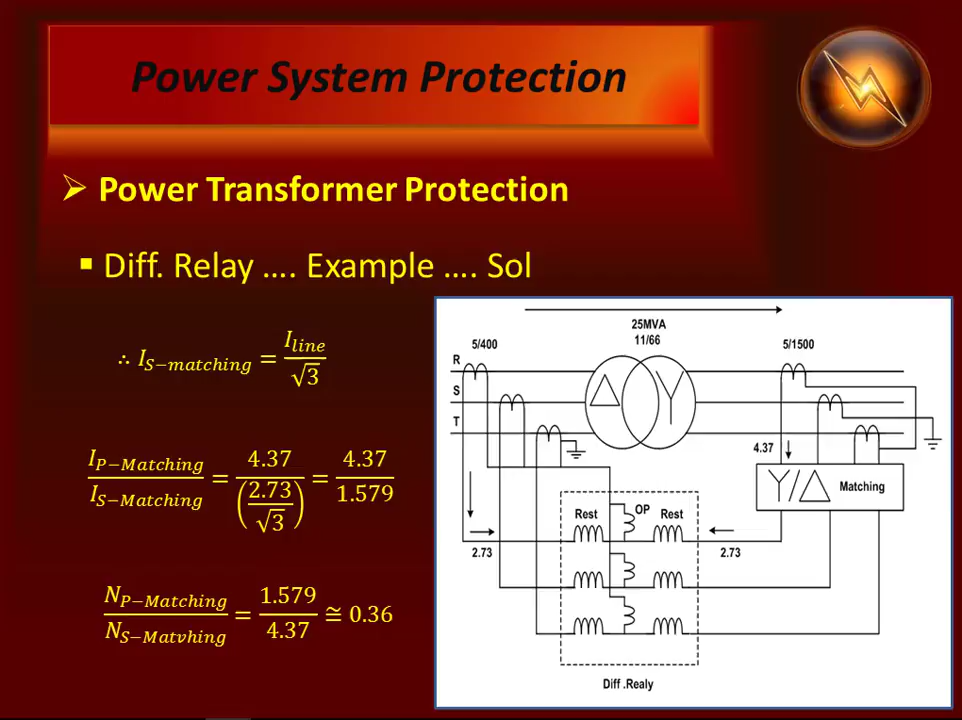 Power System Protection
➢ Power Transformer Protection
▪ Diff. Relay …. Example …. Sol
∴ I_{S−matching} = I_{line} / √3
I_{P−Matching} / I_{S−Matching} = 4.37 / (2.73 / √3) = 4.37 / 1.579
N_{P−Matching} / N_{S−Matvhing} = 1.579 / 4.37 ≅ 0.36
25MVA
11/66
5/400
5/1500
R
S
T
4.37
Y/Δ Matching
Rest OP Rest
2.73
2.73
Diff .Realy